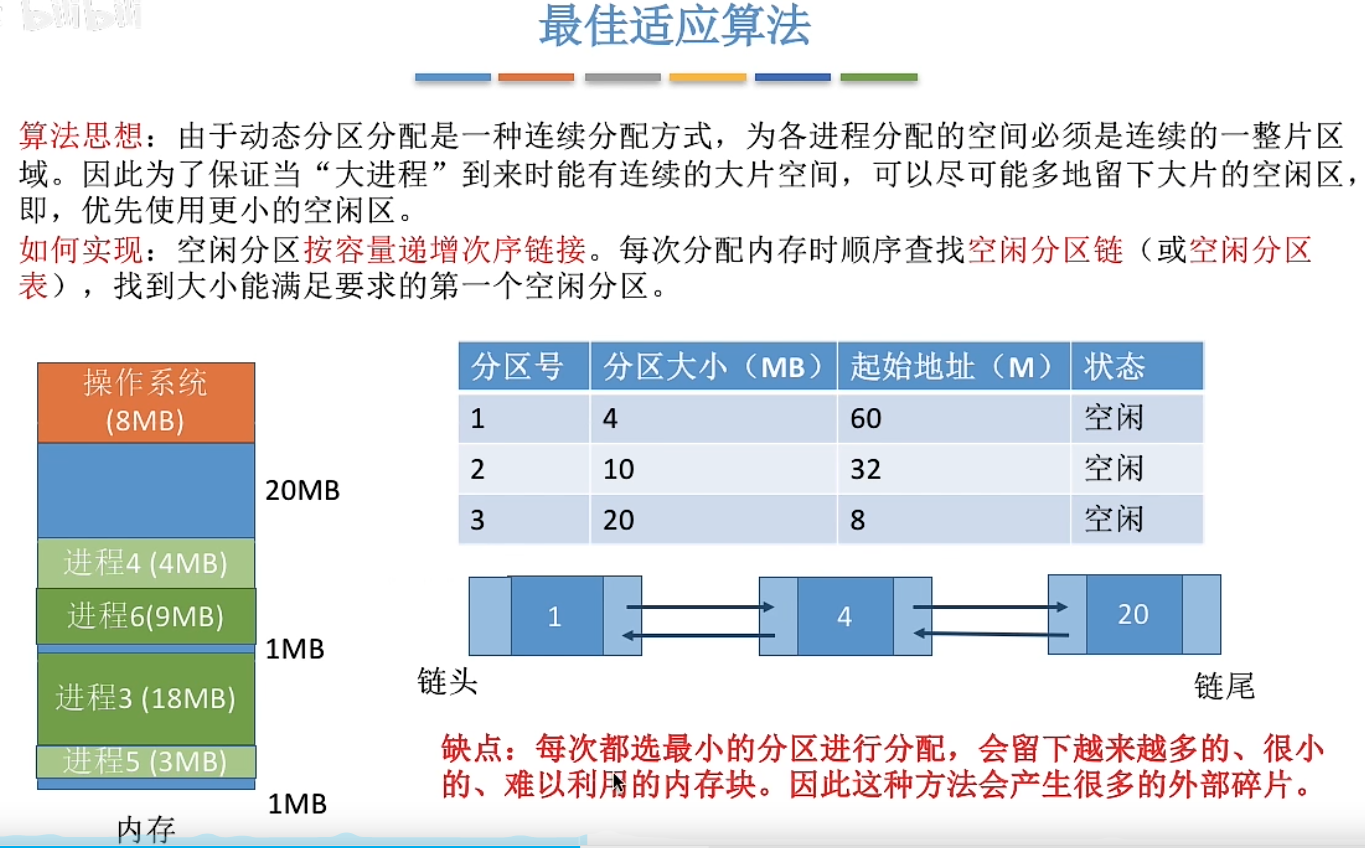 最佳适应算法
算法思想：由于动态分区分配是一种连续分配方式，为各进程分配的空间必须是连续的一整片区
域。因此为了保证当“大进程”到来时能有连续的大片空间，可以尽可能多地留下大片的空闲区，
即，优先使用更小的空闲区。
如何实现：空闲分区按容量递增次序链接。每次分配内存时顺序查找空闲分区链（或空闲分区
表），找到大小能满足要求的第一个空闲分区。
操作系统
(8MB)
20MB
进程4 (4MB)
进程6(9MB)
1MB
进程3 (18MB)
进程5 (3MB)
1MB
内存
分区号 分区大小（MB） 起始地址（M） 状态
1 4 60 空闲
2 10 32 空闲
3 20 8 空闲
1 4 20
链头 链尾
缺点：每次都选最小的分区进行分配，会留下越来越多的、很小
的、难以利用的内存块。因此这种方法会产生很多的外部碎片。